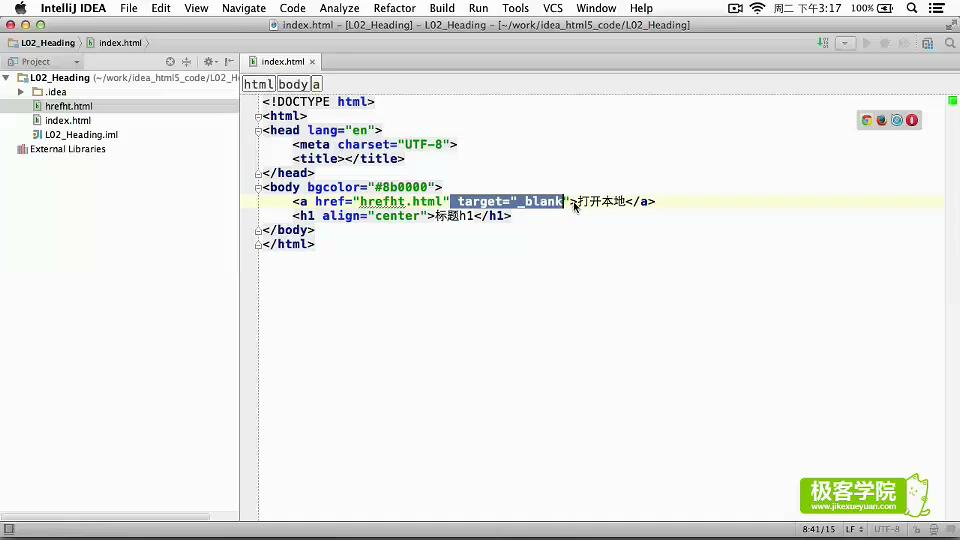 IntelliJ IDEA File Edit View Navigate Code Analyze Refactor Build Run Tools VCS Window Help 100% 周二 下午3:17
index.html - [L02_Heading] - L02_Heading - [~/work/idea_html5_code/L02_Heading]
L02_Heading index.html
Project
index.html
L02_Heading (~/work/idea_html5_code/L02_H
.idea
hrefht.html
index.html
L02_Heading.iml
External Libraries
html body a
<!DOCTYPE html>
<html>
<head lang="en">
<meta charset="UTF-8">
<title></title>
</head>
<body bgcolor="#8b0000">
<a href="hrefht.html" target="_blank">打开本地</a>
<h1 align="center">标题h1</h1>
</body>
</html>
极客学院
www.jikexueyuan.com
8:41/15 LF UTF-8